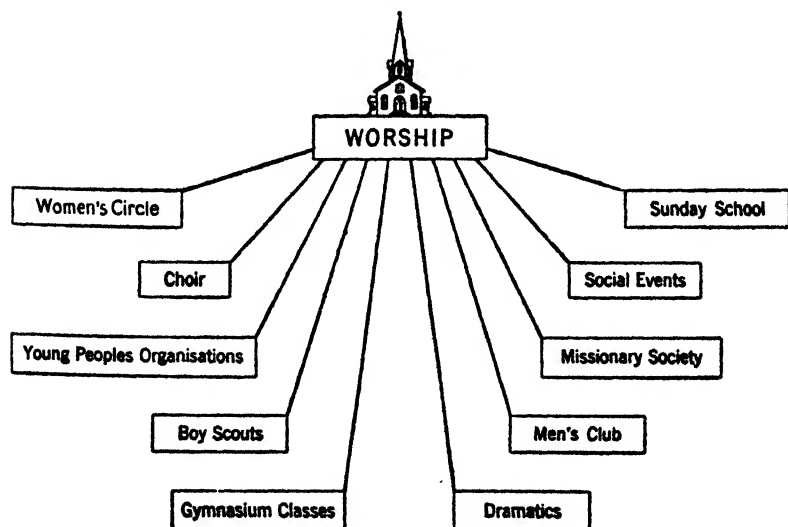 WORSHIP
Women's Circle
Sunday School
Choir
Social Events
Young Peoples Organisations
Missionary Society
Boy Scouts
Men's Club
Gymnasium Classes
Dramatics